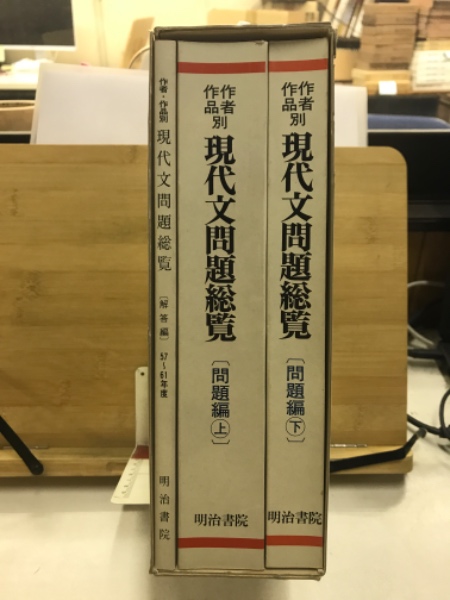 作者・作品別
現代文問題総覧
〔解答編〕
57〜61年度
明治書院
作者
作品
別
現代文問題総覧
〔問題編㊤〕
明治書院
作者
作品
別
現代文問題総覧
〔問題編㊦〕
明治書院